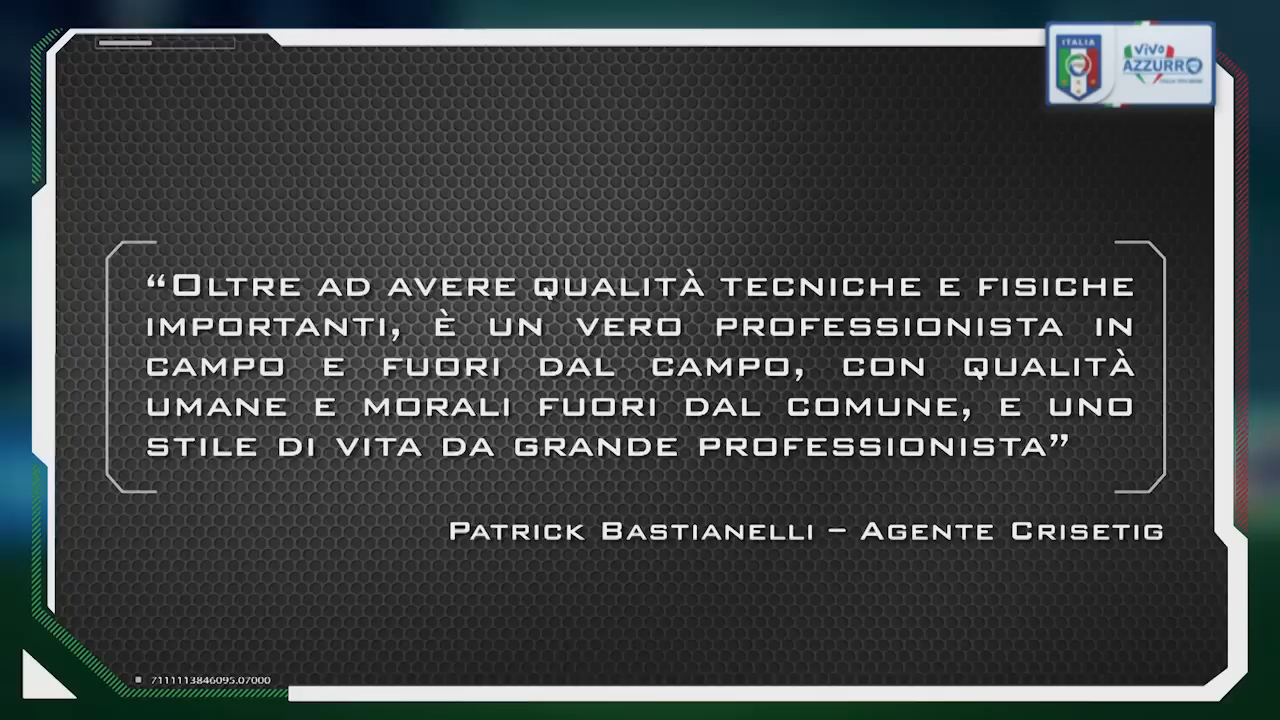 ITALIA
VIVO
AZZURRO
“OLTRE AD AVERE QUALITÀ TECNICHE E FISICHE
IMPORTANTI, È UN VERO PROFESSIONISTA IN
CAMPO E FUORI DAL CAMPO, CON QUALITÀ
UMANE E MORALI FUORI DAL COMUNE, E UNO
STILE DI VITA DA GRANDE PROFESSIONISTA”
PATRICK BASTIANELLI – AGENTE CRISETIG
7111113846095.07000